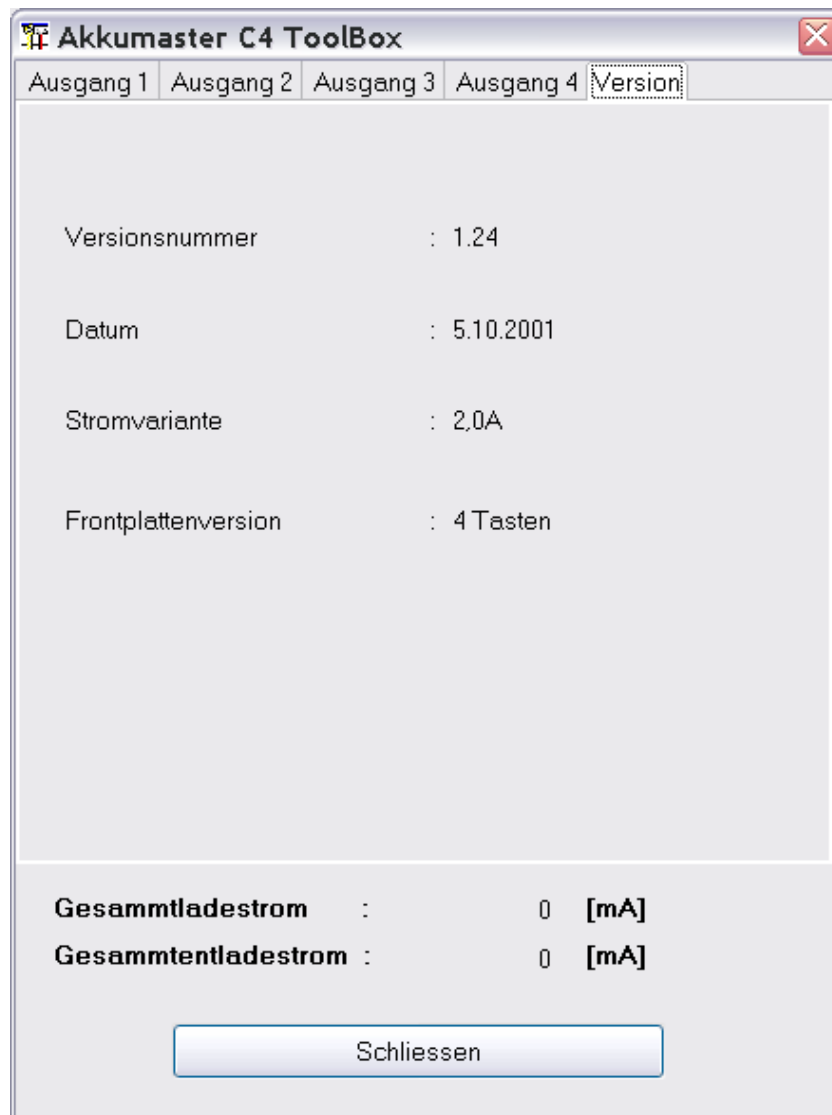 Akkumaster C4 ToolBox
Ausgang 1 Ausgang 2 Ausgang 3 Ausgang 4 Version
Versionsnummer : 1.24
Datum : 5.10.2001
Stromvariante : 2,0A
Frontplattenversion : 4 Tasten
Gesammtladestrom : 0 [mA]
Gesammtentladestrom : 0 [mA]
Schliessen